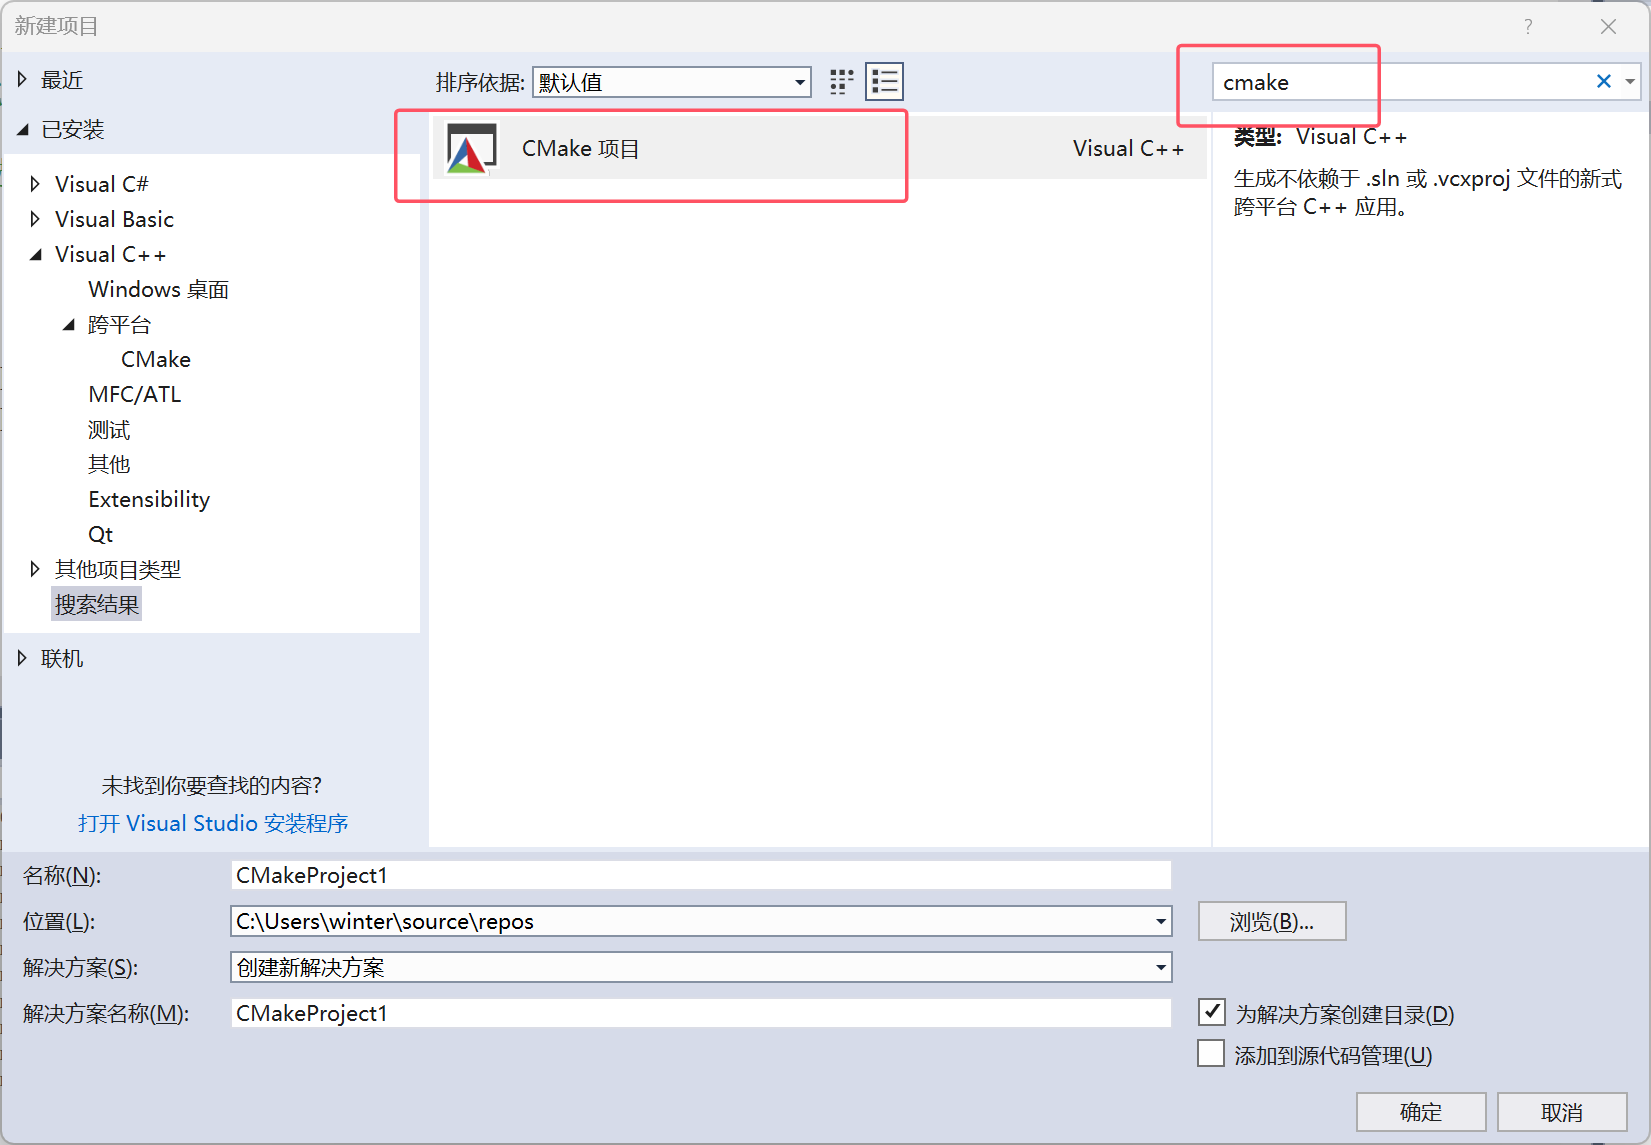 新建项目
?
最近
排序依据: 默认值
cmake
已安装
Visual C#
Visual Basic
Visual C++
Windows 桌面
跨平台
CMake
MFC/ATL
测试
其他
Extensibility
Qt
其他项目类型
搜索结果
联机
未找到你要查找的内容?
打开 Visual Studio 安装程序
CMake 项目
Visual C++
类型: Visual C++
生成不依赖于 .sln 或 .vcxproj 文件的新式
跨平台 C++ 应用。
名称(N): CMakeProject1
位置(L): C:\Users\winter\source\repos
浏览(B)...
解决方案(S): 创建新解决方案
解决方案名称(M): CMakeProject1
为解决方案创建目录(D)
添加到源代码管理(U)
确定
取消